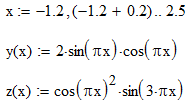 x := −1.2, (−1.2 + 0.2) .. 2.5
y(x) := 2·sin(πx)·cos(πx)
z(x) := cos(πx)²·sin(3·πx)